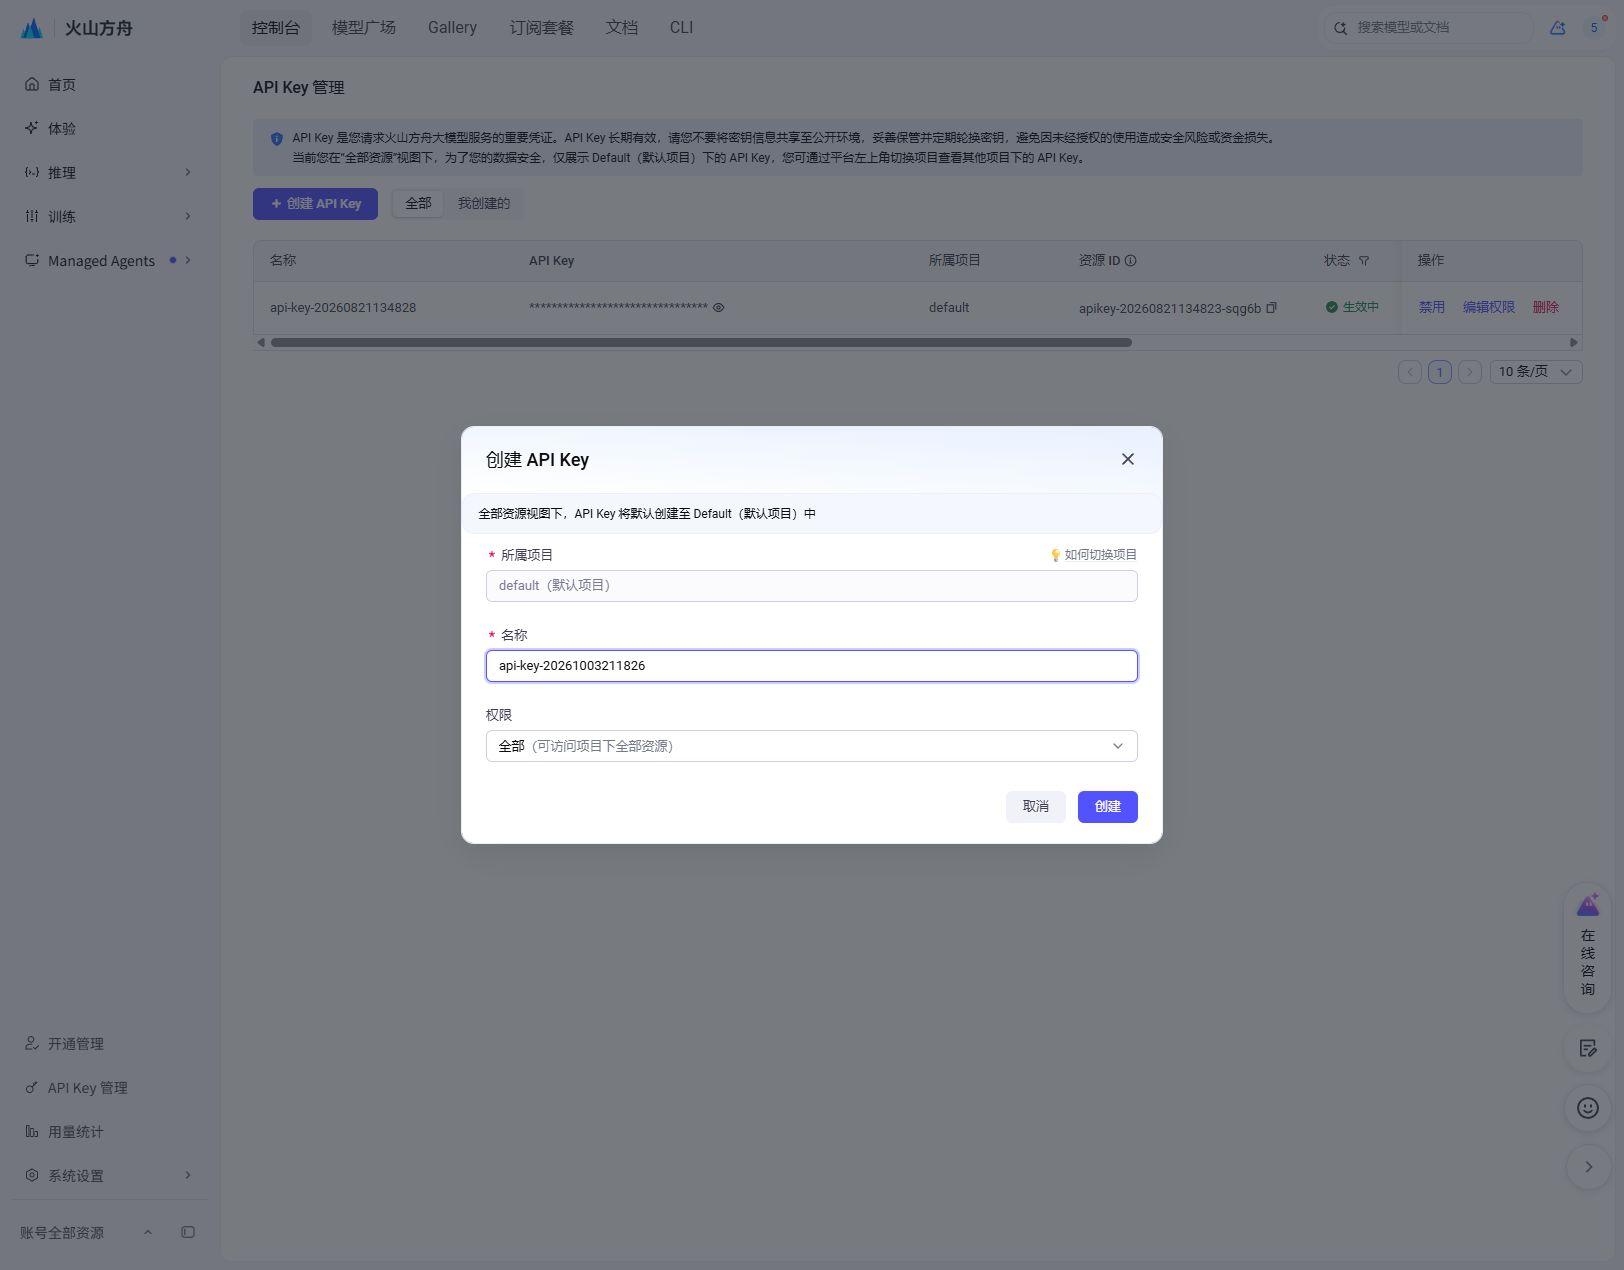 火山方舟
控制台
模型广场
Gallery
订阅套餐
文档
CLI
搜索模型或文档
5
首页
体验
推理
训练
Managed Agents
API Key 管理
API Key 是您请求火山方舟大模型服务的重要凭证。API Key 长期有效，请您不要将密钥信息共享至公开环境，妥善保管并定期轮换密钥，避免因未经授权的使用造成安全风险或资金损失。
当前您在“全部资源”视图下，为了您的数据安全，仅展示 Default（默认项目）下的 API Key，您可通过平台左上角切换项目查看其他项目下的 API Key。
+ 创建 API Key
全部
我创建的
名称
API Key
所属项目
资源 ID
状态
操作
api-key-20260821134828
********************************
default
apikey-20260821134823-sqg6b
生效中
禁用
编辑权限
删除
1
10 条/页
创建 API Key
全部资源视图下，API Key 将默认创建至 Default（默认项目）中
* 所属项目
如何切换项目
default（默认项目）
* 名称
api-key-20261003211826
权限
全部（可访问项目下全部资源）
取消
创建
在
线
咨
询
开通管理
API Key 管理
用量统计
系统设置
账号全部资源